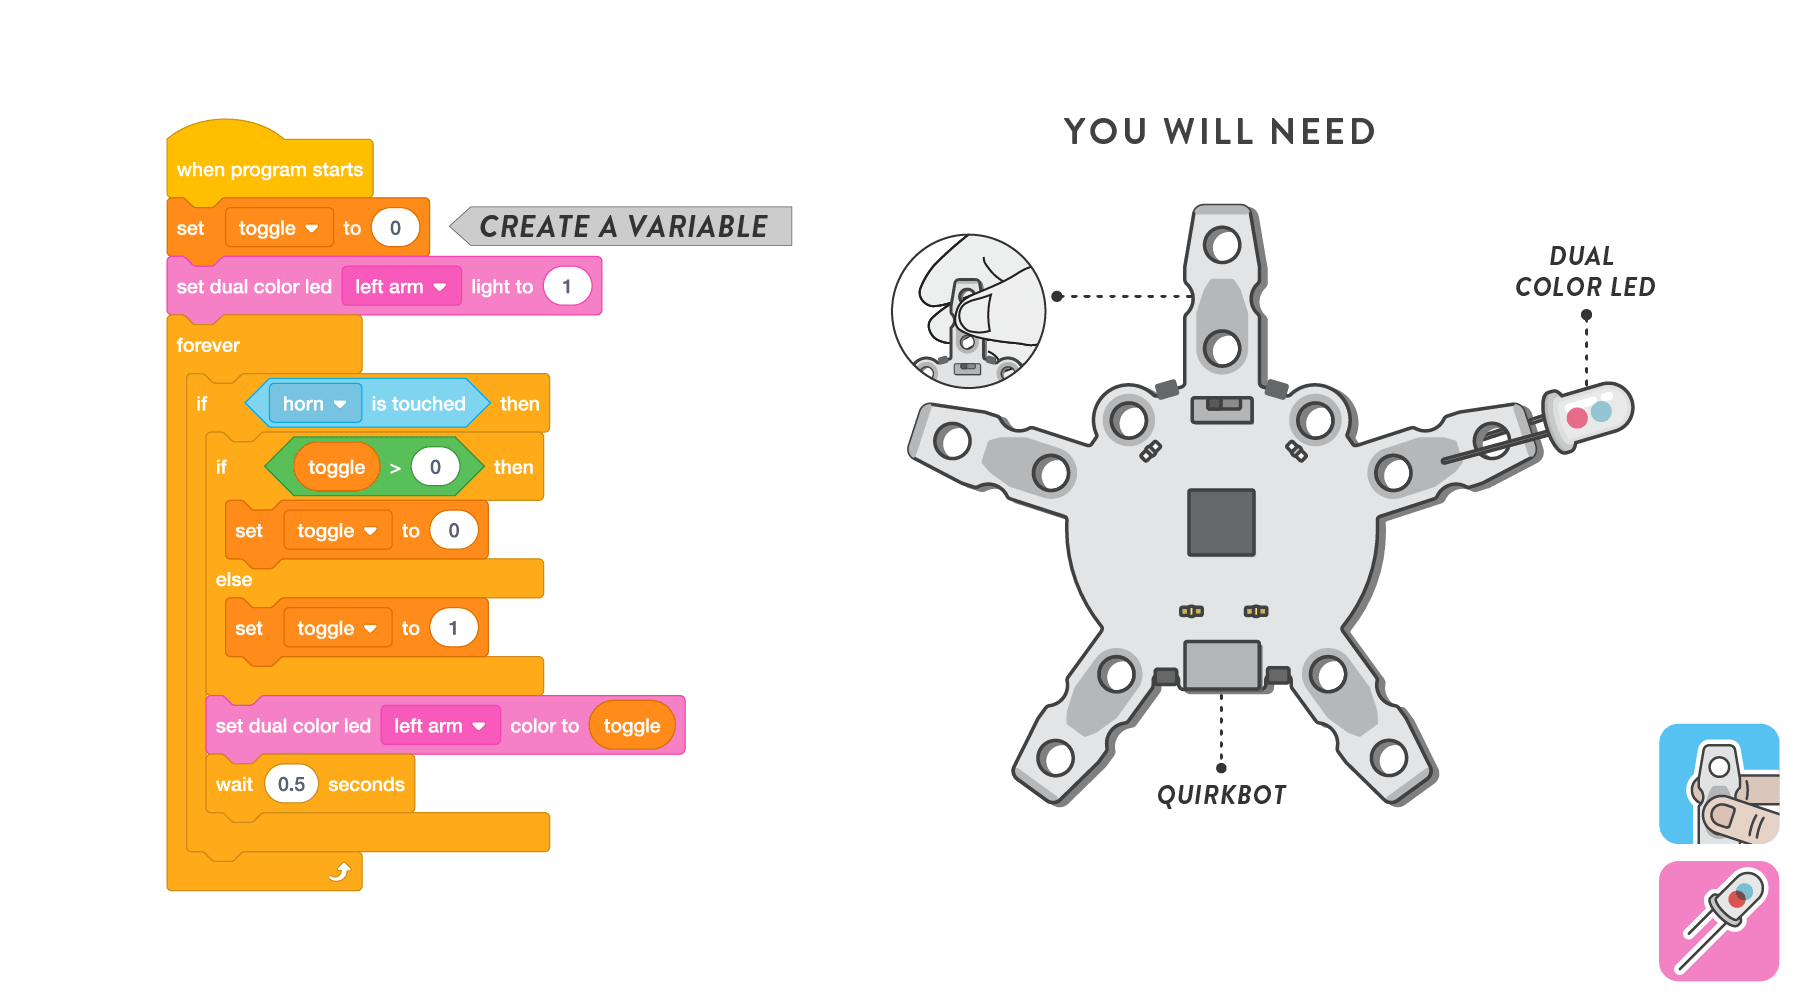 when program starts
set toggle to 0
CREATE A VARIABLE
set dual color led left arm light to 1
forever
if horn is touched then
if toggle > 0 then
set toggle to 0
else
set toggle to 1
set dual color led left arm color to toggle
wait 0.5 seconds
YOU WILL NEED
DUAL
COLOR LED
QUIRKBOT